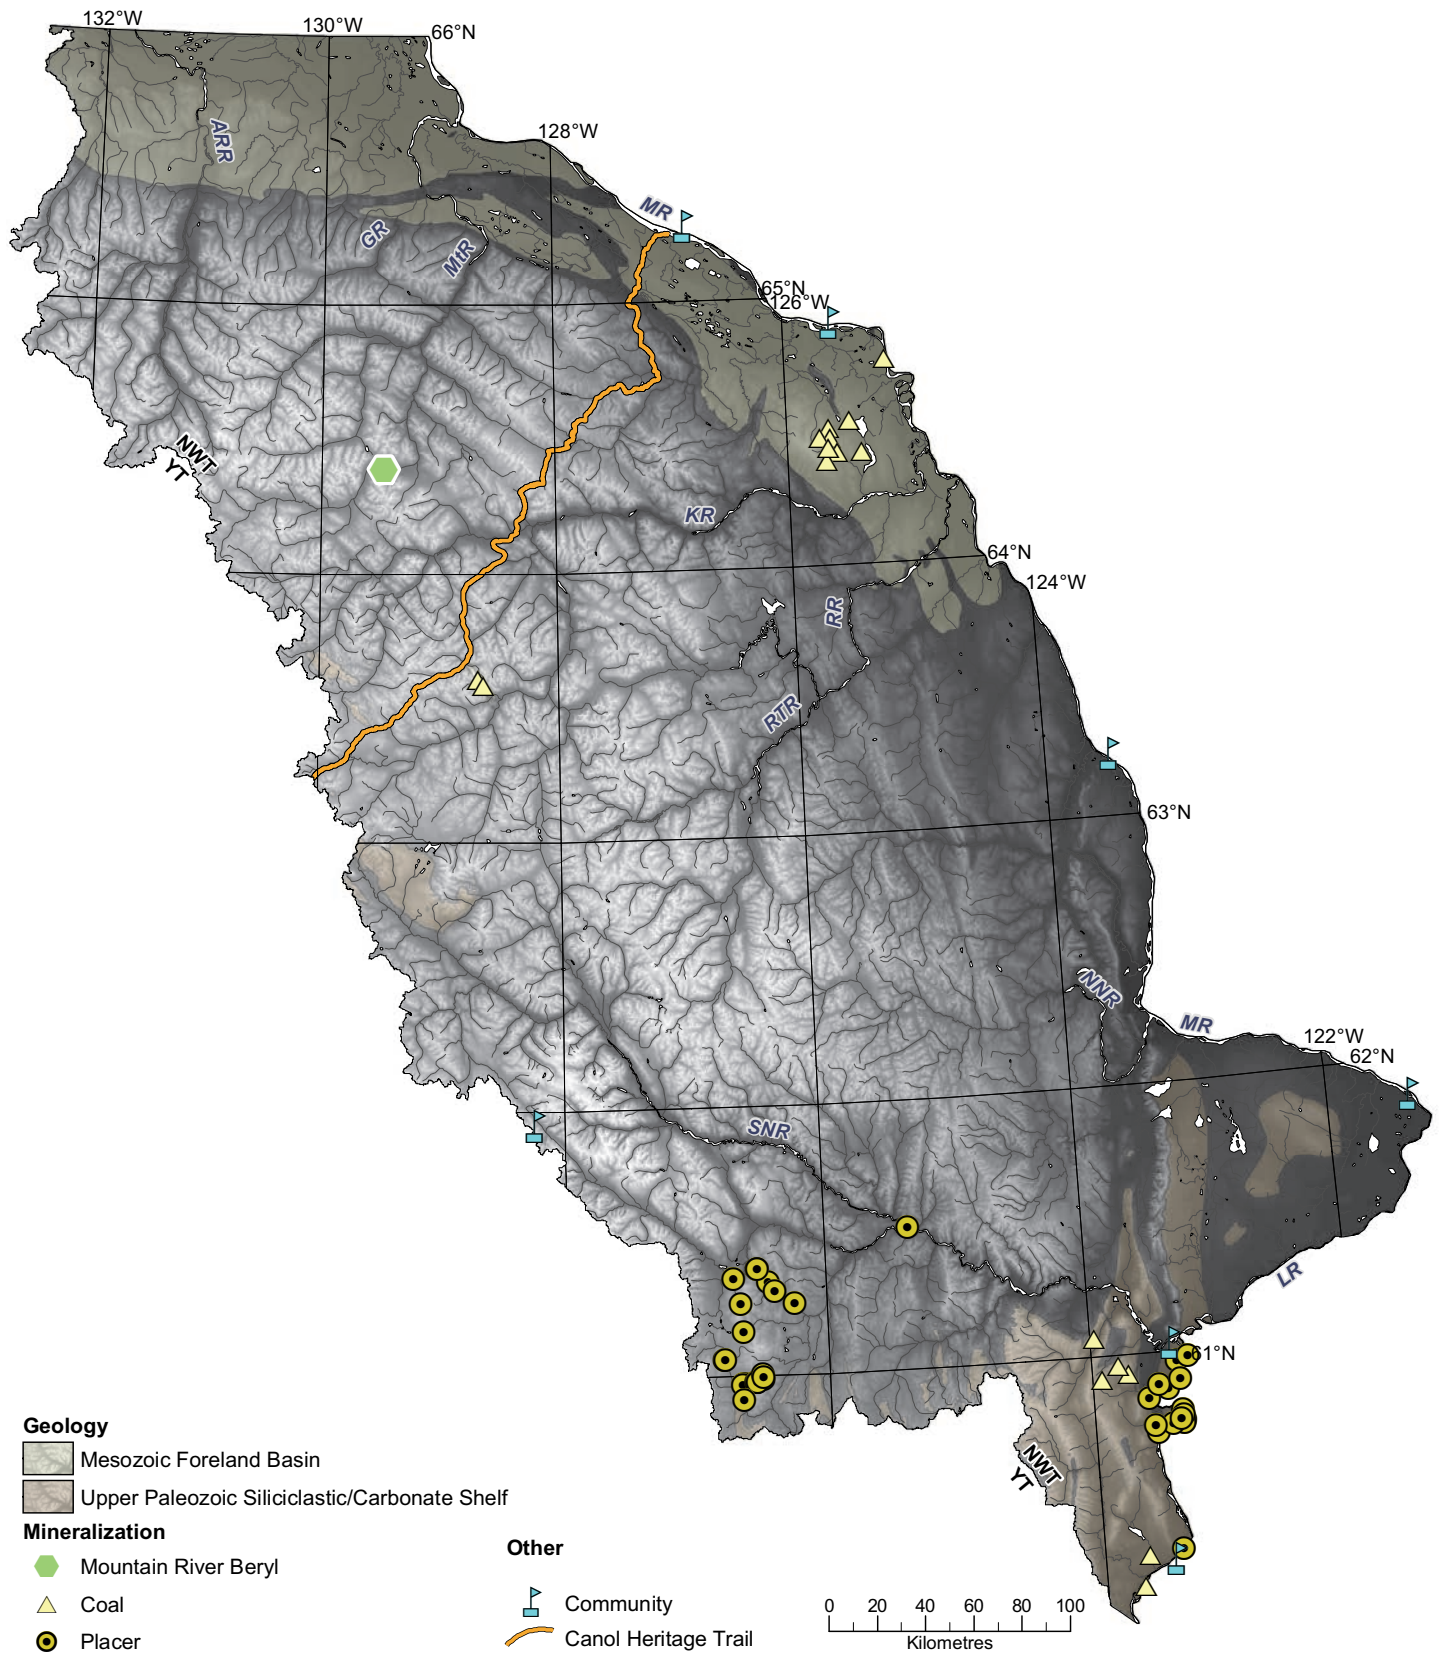 132°W
130°W
66°N
128°W
ARR
MR
GR
MtR
65°N
126°W
NWT
YT
KR
64°N
124°W
RR
RTR
63°N
NNR
MR
122°W
62°N
SNR
LR
61°N
NWT
YT
Geology
Mesozoic Foreland Basin
Upper Paleozoic Siliciclastic/Carbonate Shelf
Mineralization
Mountain River Beryl
Coal
Placer
Other
Community
Canol Heritage Trail
0 20 40 60 80 100
Kilometres